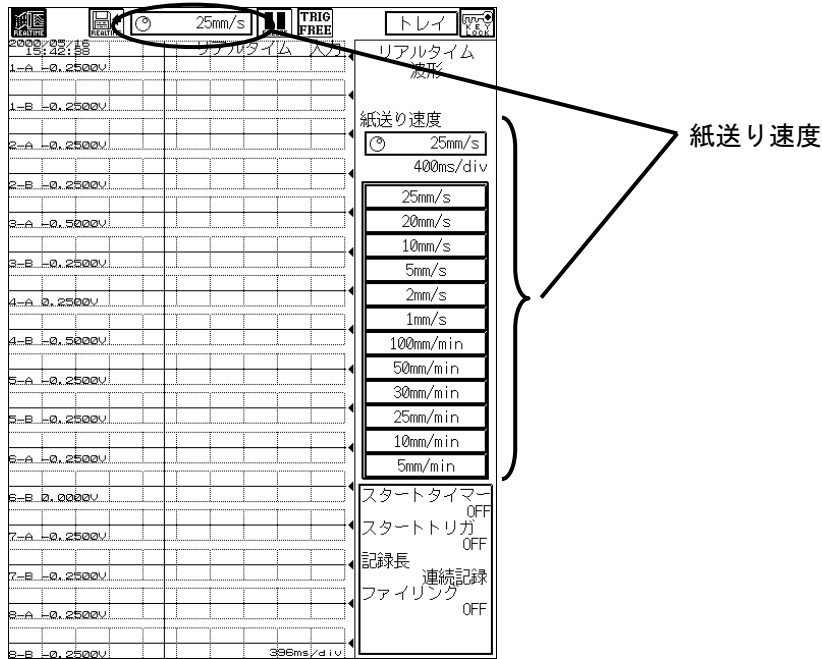 REALTIME
REALTIME
25mm/s
TRIG
FREE
トレイ
KEY
LOCK
2000/05/16
15:42:38
リアルタイム 入力
1-A -0.2500V
1-B -0.2500V
2-A -0.2500V
2-B -0.2500V
3-A -0.5000V
3-B -0.2500V
4-A 0.2500V
4-B -0.5000V
5-A -0.2500V
5-B -0.2500V
6-A -0.2500V
6-B 0.0000V
7-A -0.2500V
7-B -0.2500V
8-A -0.2500V
8-B -0.2500V
396ms/div
リアルタイム
波形
紙送り速度
25mm/s
400ms/div
25mm/s
20mm/s
10mm/s
5mm/s
2mm/s
1mm/s
100mm/min
50mm/min
30mm/min
25mm/min
10mm/min
5mm/min
スタートタイマー
OFF
スタートトリガ
OFF
記録長
連続記録
ファイリング
OFF
紙送り速度